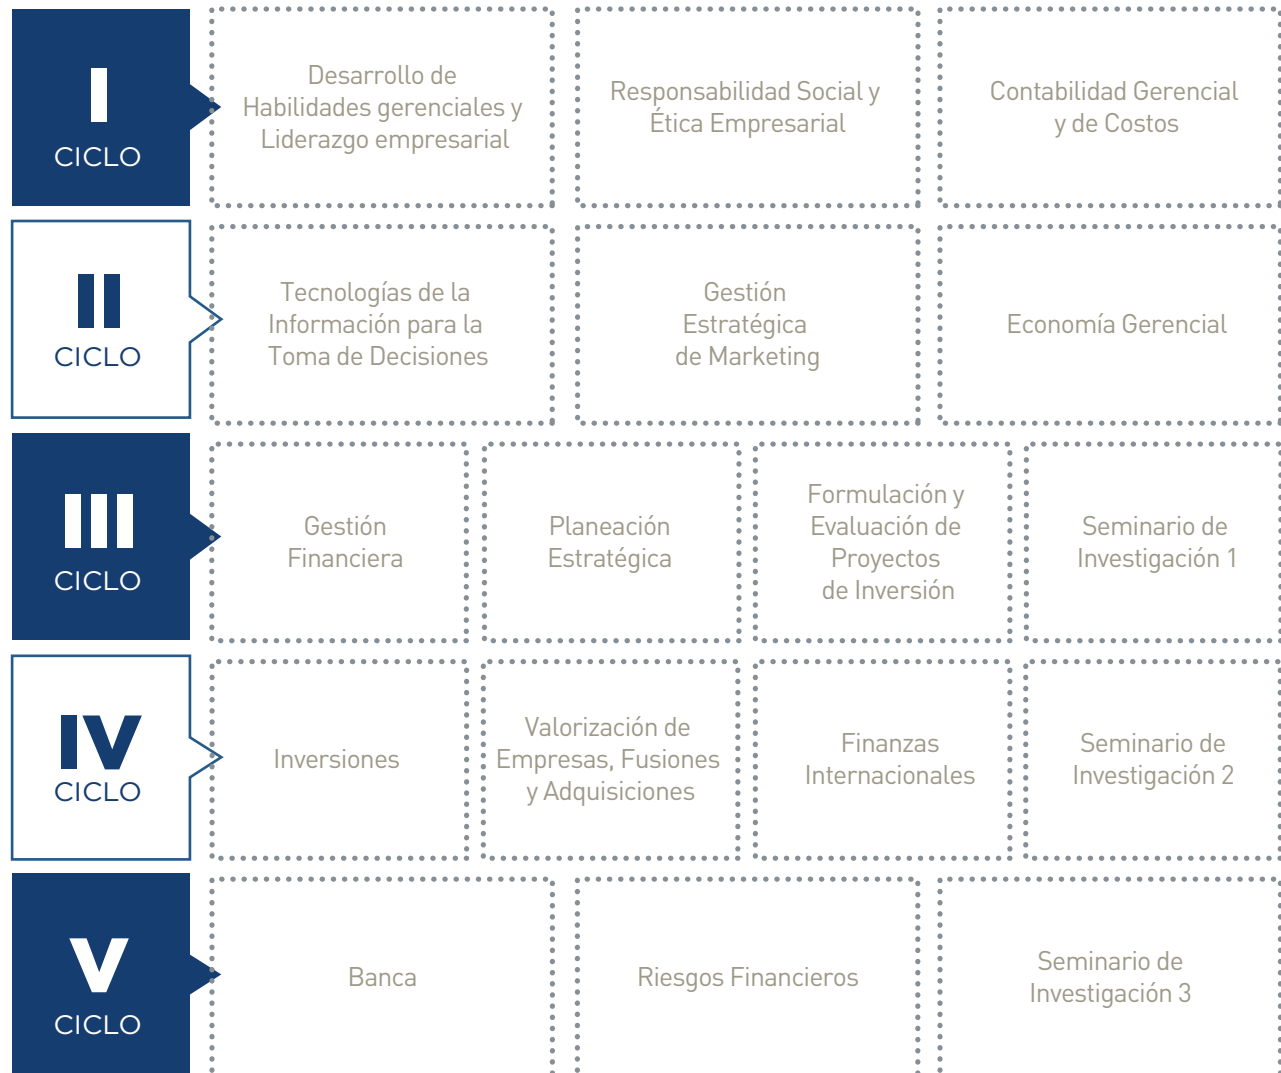 I
CICLO
Desarrollo de
Habilidades gerenciales y
Liderazgo empresarial
Responsabilidad Social y
Ética Empresarial
Contabilidad Gerencial
y de Costos
II
CICLO
Tecnologías de la
Información para la
Toma de Decisiones
Gestión
Estratégica
de Marketing
Economía Gerencial
III
CICLO
Gestión
Financiera
Planeación
Estratégica
Formulación y
Evaluación de
Proyectos
de Inversión
Seminario de
Investigación 1
IV
CICLO
Inversiones
Valorización de
Empresas, Fusiones
y Adquisiciones
Finanzas
Internacionales
Seminario de
Investigación 2
V
CICLO
Banca
Riesgos Financieros
Seminario de
Investigación 3